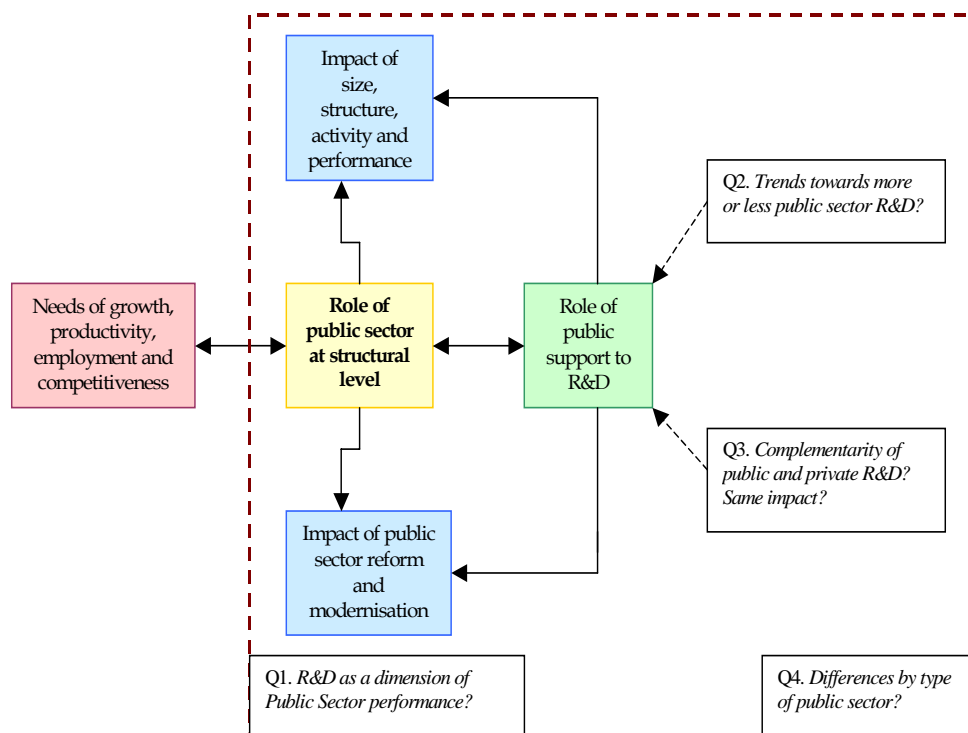 Impact of
size,
structure,
activity and
performance
Q2. Trends towards more
or less public sector R&D?
Needs of growth,
productivity,
employment and
competitiveness
Role of
public sector
at structural
level
Role of
public
support to
R&D
Q3. Complementarity of
public and private R&D?
Same impact?
Impact of public
sector reform
and
modernisation
Q1. R&D as a dimension of
Public Sector performance?
Q4. Differences by type
of public sector?